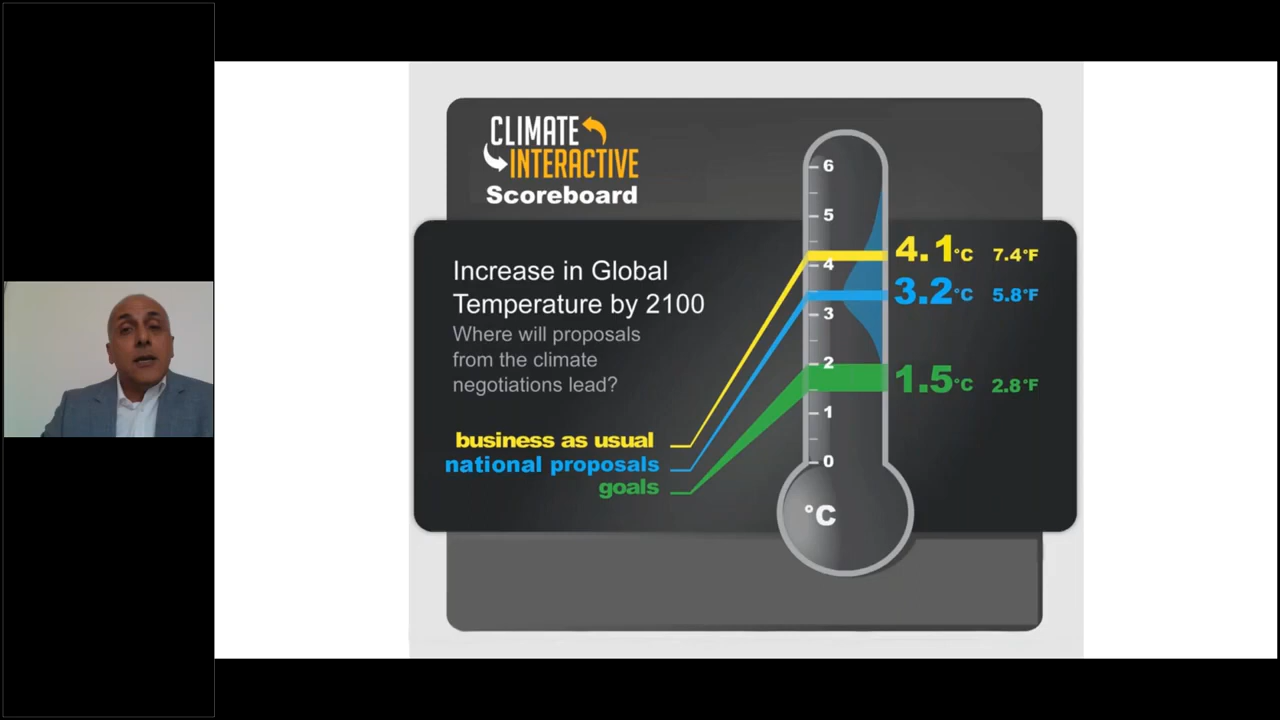 CLIMATE
INTERACTIVE
Scoreboard
Increase in Global
Temperature by 2100
Where will proposals
from the climate
negotiations lead?
business as usual
national proposals
goals
6
5
4
3
2
1
0
°C
4.1°C 7.4°F
3.2°C 5.8°F
1.5°C 2.8°F